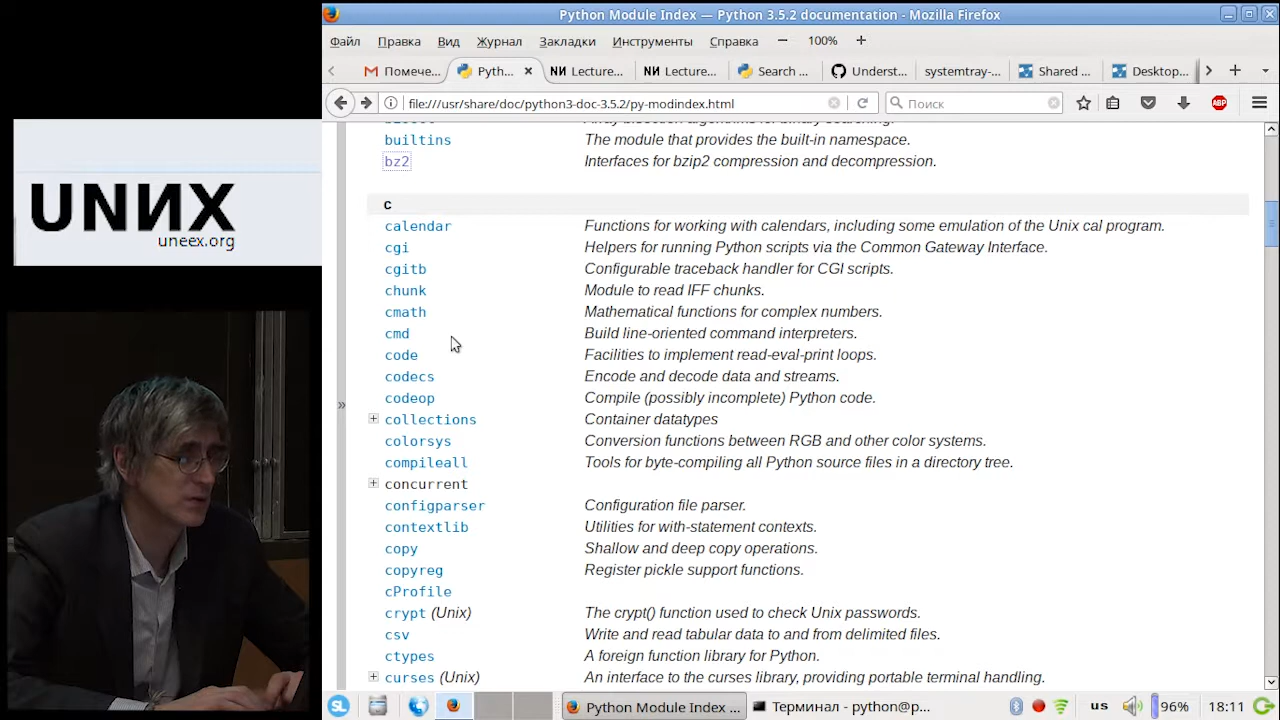 Python Module Index — Python 3.5.2 documentation - Mozilla Firefox
Файл Правка Вид Журнал Закладки Инструменты Справка 100%
Помече... Pyth... Lecture... Lecture... Search ... Underst... systemtray-... Shared ... Desktop...
file:///usr/share/doc/python3-doc-3.5.2/py-modindex.html Поиск ABP
builtins The module that provides the built-in namespace.
bz2 Interfaces for bzip2 compression and decompression.
c
calendar Functions for working with calendars, including some emulation of the Unix cal program.
cgi Helpers for running Python scripts via the Common Gateway Interface.
cgitb Configurable traceback handler for CGI scripts.
chunk Module to read IFF chunks.
cmath Mathematical functions for complex numbers.
cmd Build line-oriented command interpreters.
code Facilities to implement read-eval-print loops.
codecs Encode and decode data and streams.
codeop Compile (possibly incomplete) Python code.
collections Container datatypes
colorsys Conversion functions between RGB and other color systems.
compileall Tools for byte-compiling all Python source files in a directory tree.
concurrent
configparser Configuration file parser.
contextlib Utilities for with-statement contexts.
copy Shallow and deep copy operations.
copyreg Register pickle support functions.
cProfile
crypt (Unix) The crypt() function used to check Unix passwords.
csv Write and read tabular data to and from delimited files.
ctypes A foreign function library for Python.
curses (Unix) An interface to the curses library, providing portable terminal handling.
SL Python Module Index ... Терминал - python@p... us 96% 18:11
UNИX
uneex.org